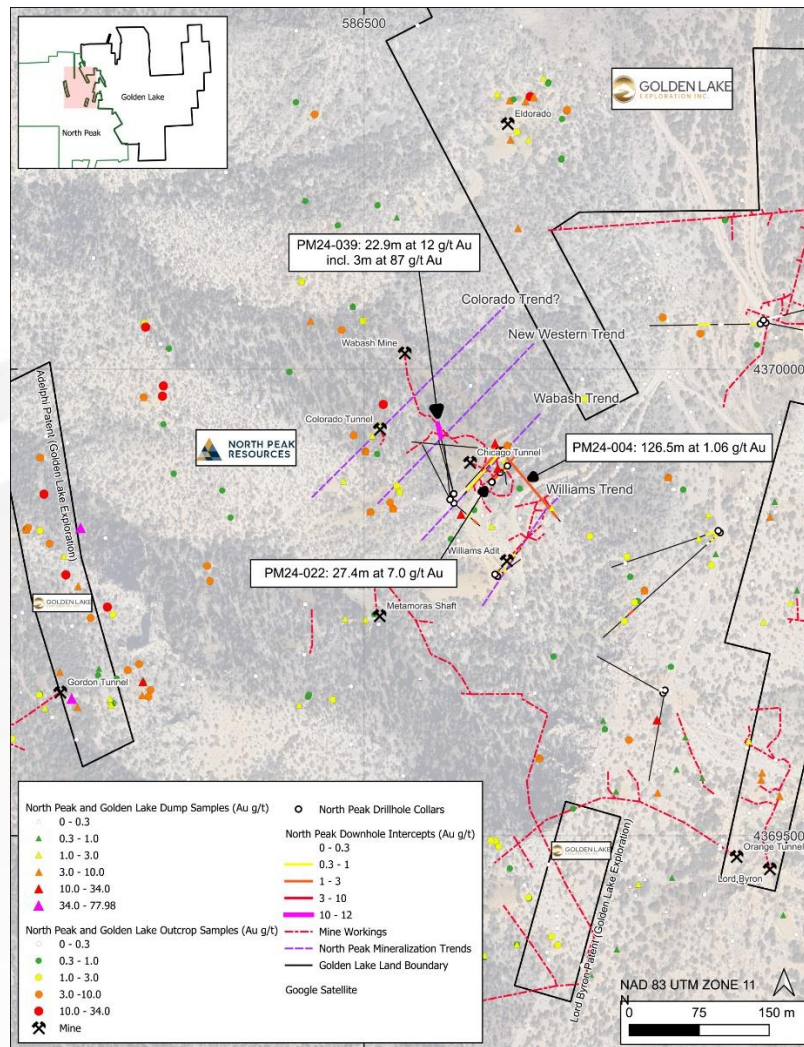 586500
Golden Lake
North Peak
GOLDEN LAKE
EXPLORATION INC.
Eldorado
PM24-039: 22.9m at 12 g/t Au
incl. 3m at 87 g/t Au
Colorado Trend?
New Western Trend
Wabash Mine
Wabash Trend
4370000
Adelphi Patent (Golden Lake Exploration)
Colorado Tunnel
NORTH PEAK
RESOURCES
Chicago Tunnel
PM24-004: 126.5m at 1.06 g/t Au
Williams Trend
Williams Adit
PM24-022: 27.4m at 7.0 g/t Au
GOLDEN LAKE
Metamoras Shaft
Gordon Tunnel
4369500
GOLDEN LAKE
Orange Tunnel
Lord Byron
Lord Byron Patent (Golden Lake Exploration)
North Peak and Golden Lake Dump Samples (Au g/t)
0 - 0.3
0.3 - 1.0
1.0 - 3.0
3.0 - 10.0
10.0 - 34.0
34.0 - 77.98
North Peak and Golden Lake Outcrop Samples (Au g/t)
0 - 0.3
0.3 - 1.0
1.0 - 3.0
3.0 -10.0
10.0 - 34.0
Mine
North Peak Drillhole Collars
North Peak Downhole Intercepts (Au g/t)
0 - 0.3
0.3 - 1
1 - 3
3 - 10
10 - 12
Mine Workings
North Peak Mineralization Trends
Golden Lake Land Boundary
Google Satellite
NAD 83 UTM ZONE 11
N
0 75 150 m